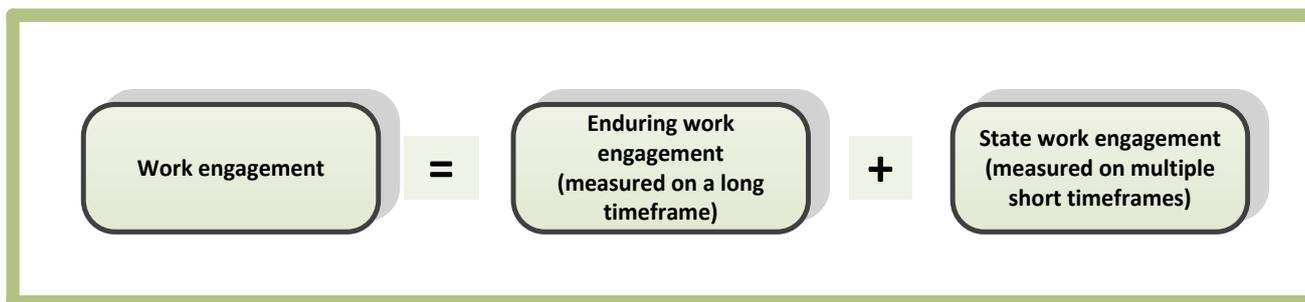 Work engagement
=
Enduring work
engagement
(measured on a long
timeframe)
+
State work engagement
(measured on multiple
short timeframes)